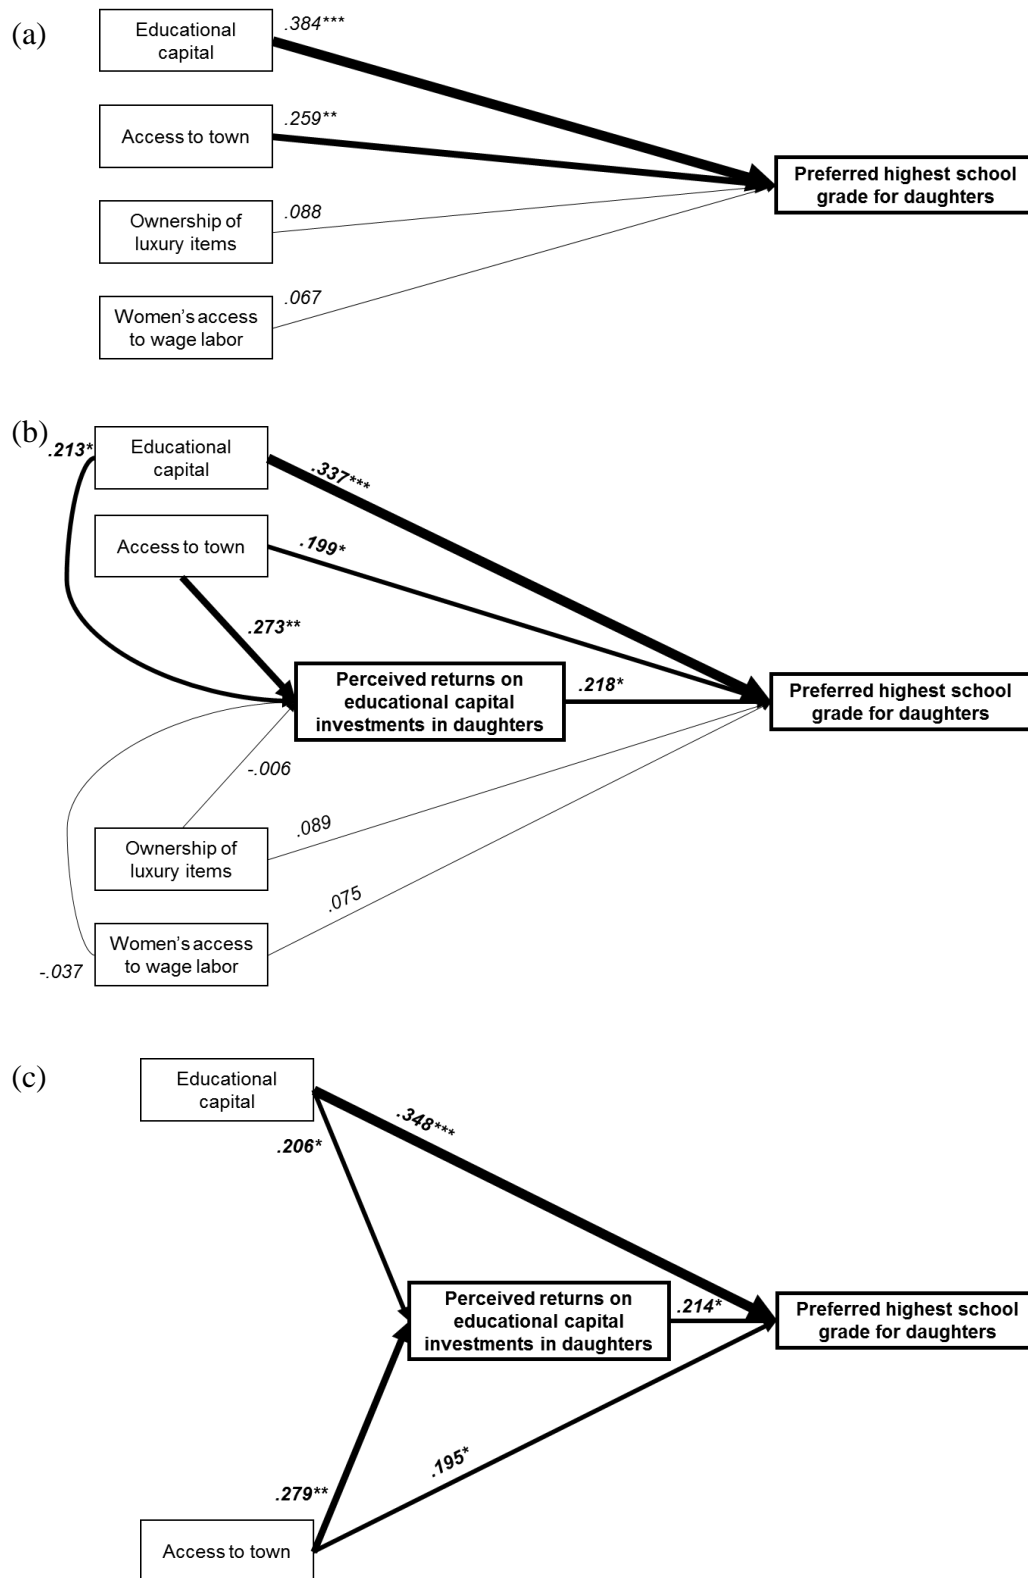 (a)
Educational
capital
.384***
Access to town
.259**
Ownership of
luxury items
.088
Women's access
to wage labor
.067
Preferred highest school
grade for daughters
(b)
.213*
Educational
capital
.337***
Access to town
.199*
.273**
Perceived returns on
educational capital
investments in daughters
.218*
Preferred highest school
grade for daughters
-.006
Ownership of
luxury items
.089
Women's access
to wage labor
.075
-.037
(c)
Educational
capital
.348***
.206*
Perceived returns on
educational capital
investments in daughters
.214*
Preferred highest school
grade for daughters
.195*
.279**
Access to town